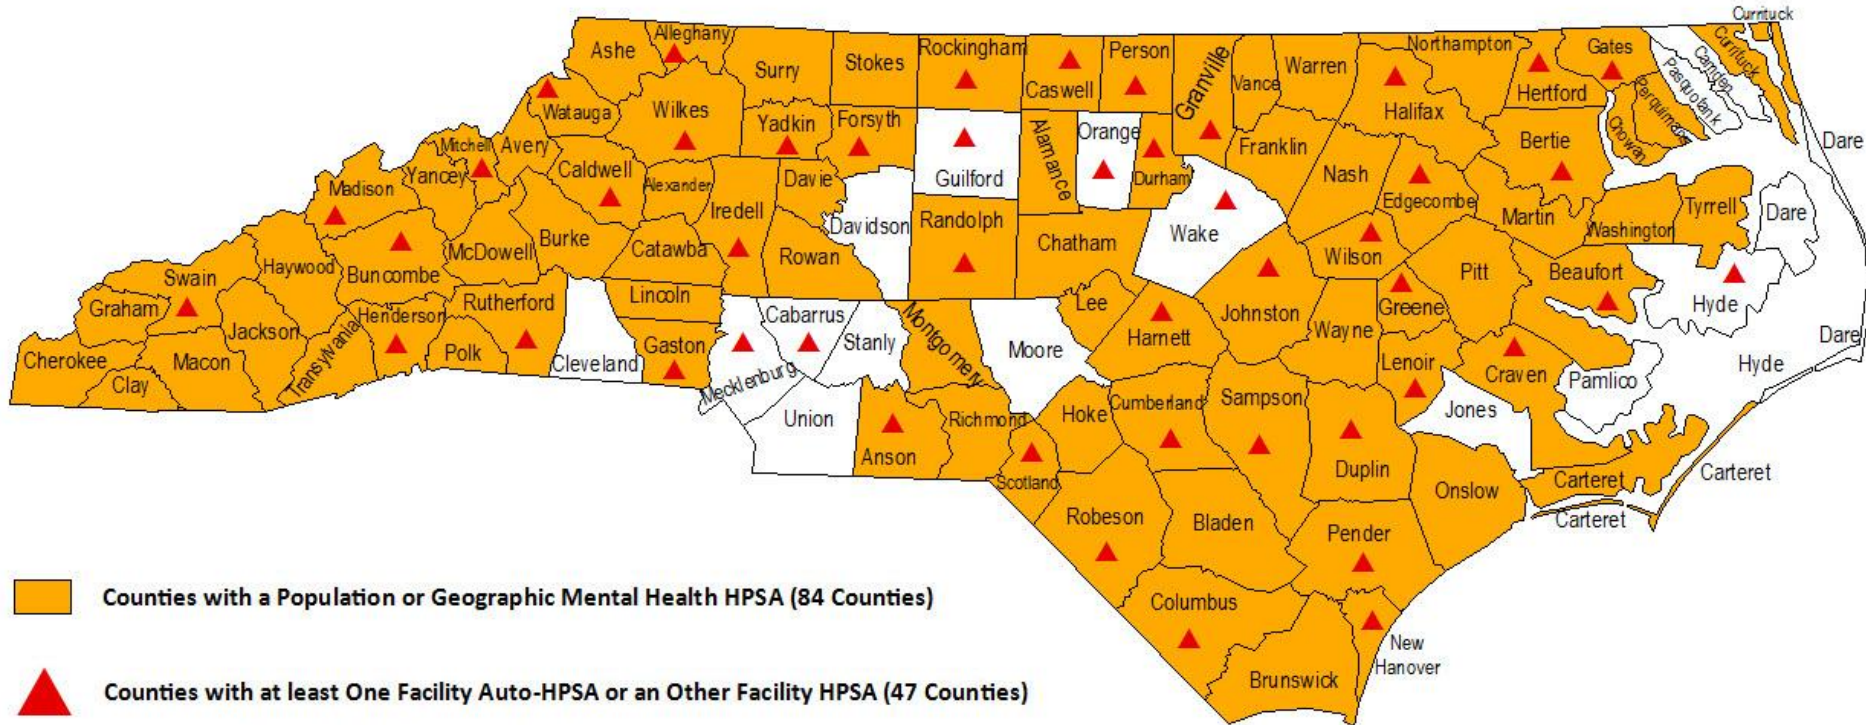 Currituck
Ashe
Alleghany
Surry
Stokes
Rockingham
Caswell
Person
Granville
Vance
Warren
Northampton
Halifax
Hertford
Gates
Currituck
Camden
Pasquotank
Perquimans
Chowan
Watauga
Wilkes
Yadkin
Forsyth
Guilford
Alamance
Orange
Durham
Franklin
Nash
Edgecombe
Bertie
Dare
Mitchell
Avery
Yancey
Madison
Caldwell
Alexander
Davie
Iredell
Davidson
Randolph
Chatham
Wake
Wilson
Martin
Washington
Tyrrell
Dare
Swain
Haywood
Buncombe
McDowell
Burke
Catawba
Rowan
Johnston
Pitt
Beaufort
Hyde
Graham
Jackson
Transylvania
Henderson
Rutherford
Polk
Lincoln
Gaston
Cleveland
Cabarrus
Stanly
Mecklenburg
Montgomery
Moore
Lee
Harnett
Wayne
Greene
Lenoir
Craven
Pamlico
Hyde
Dare
Cherokee
Macon
Clay
Union
Anson
Richmond
Hoke
Cumberland
Sampson
Duplin
Jones
Scotland
Robeson
Bladen
Onslow
Carteret
Carteret
Carteret
Pender
Columbus
Brunswick
New
Hanover
Counties with a Population or Geographic Mental Health HPSA (84 Counties)
Counties with at least One Facility Auto-HPSA or an Other Facility HPSA (47 Counties)